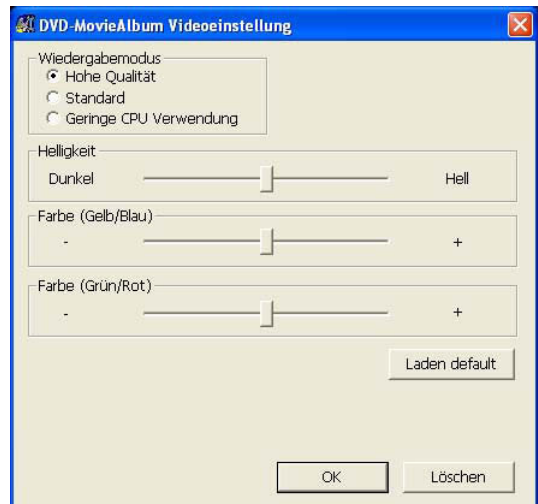 DVD-MovieAlbum Videoeinstellung
Wiedergabemodus
Hohe Qualität
Standard
Geringe CPU Verwendung
Helligkeit
Dunkel Hell
Farbe (Gelb/Blau)
- +
Farbe (Grün/Rot)
- +
Laden default
OK Löschen